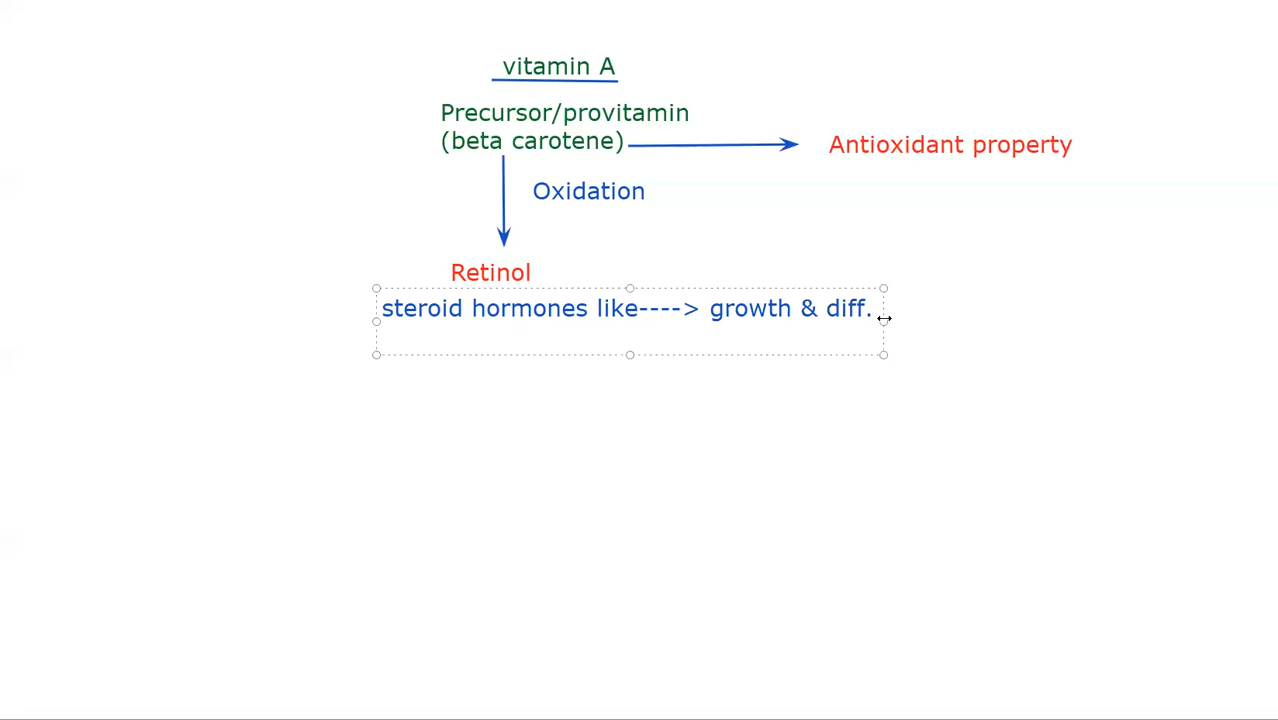 vitamin A
Precursor/provitamin
(beta carotene)
Antioxidant property
Oxidation
Retinol
steroid hormones like----> growth & diff.